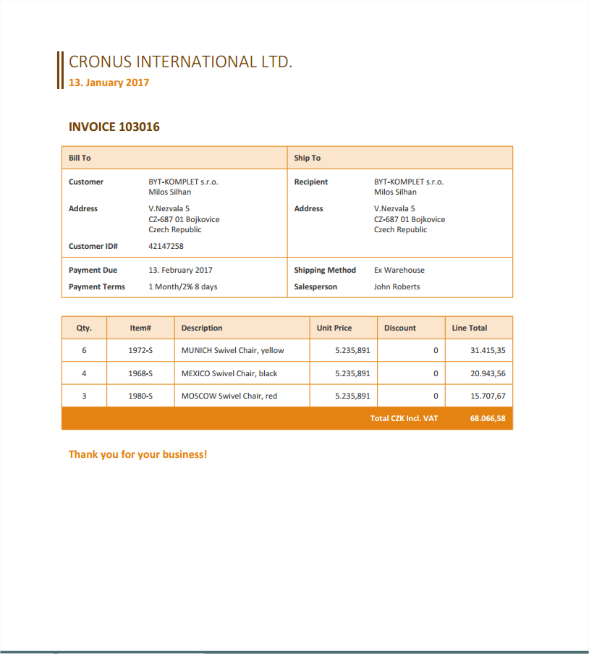 CRONUS INTERNATIONAL LTD.
13. January 2017
INVOICE 103016
Bill To Ship To
Customer BYT-KOMPLET s.r.o. Recipient BYT-KOMPLET s.r.o.
Milos Silhan Milos Silhan
Address V.Nezvala 5 Address V.Nezvala 5
CZ-687 01 Bojkovice CZ-687 01 Bojkovice
Czech Republic Czech Republic
Customer ID# 42147258
Payment Due 13. February 2017 Shipping Method Ex Warehouse
Payment Terms 1 Month/2% 8 days Salesperson John Roberts
Qty. Item# Description Unit Price Discount Line Total
6 1972-S MUNICH Swivel Chair, yellow 5.235,891 0 31.415,35
4 1968-S MEXICO Swivel Chair, black 5.235,891 0 20.943,56
3 1980-S MOSCOW Swivel Chair, red 5.235,891 0 15.707,67
Total CZK Incl. VAT 68.066,58
Thank you for your business!